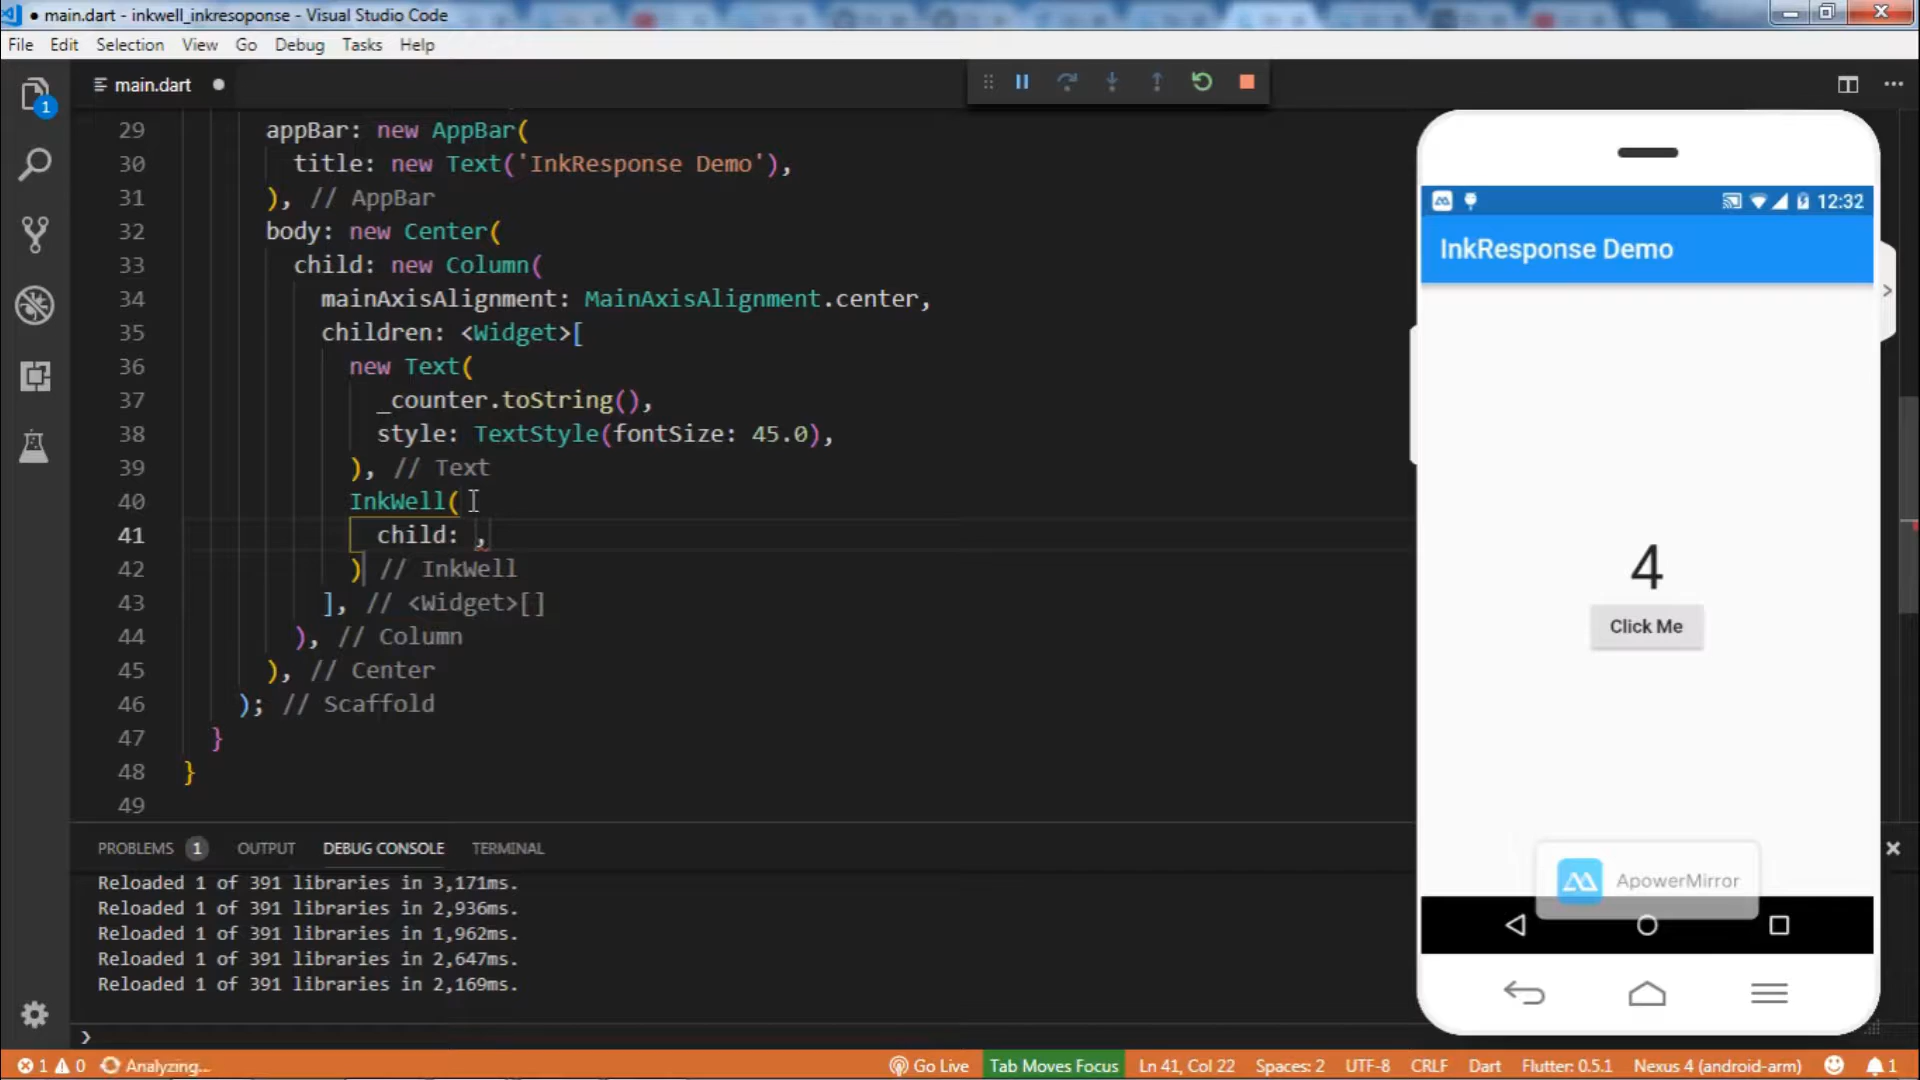 main.dart - inkwell_inkresoponse - Visual Studio Code
File Edit Selection View Go Debug Tasks Help
1
main.dart
29 appBar: new AppBar(
30 title: new Text('InkResponse Demo'),
31 ), // AppBar
32 body: new Center(
33 child: new Column(
34 mainAxisAlignment: MainAxisAlignment.center,
35 children: <Widget>[
36 new Text(
37 _counter.toString(),
38 style: TextStyle(fontSize: 45.0),
39 ), // Text
40 InkWell(
41 child: ,
42 ) // InkWell
43 ], // <Widget>[]
44 ), // Column
45 ), // Center
46 ); // Scaffold
47 }
48 }
49
PROBLEMS 1 OUTPUT DEBUG CONSOLE TERMINAL
Reloaded 1 of 391 libraries in 3,171ms.
Reloaded 1 of 391 libraries in 2,936ms.
Reloaded 1 of 391 libraries in 1,962ms.
Reloaded 1 of 391 libraries in 2,647ms.
Reloaded 1 of 391 libraries in 2,169ms.
12:32
InkResponse Demo
4
Click Me
ApowerMirror
1 0 Analyzing... Go Live Tab Moves Focus Ln 41, Col 22 Spaces: 2 UTF-8 CRLF Dart Flutter: 0.5.1 Nexus 4 (android-arm) 1